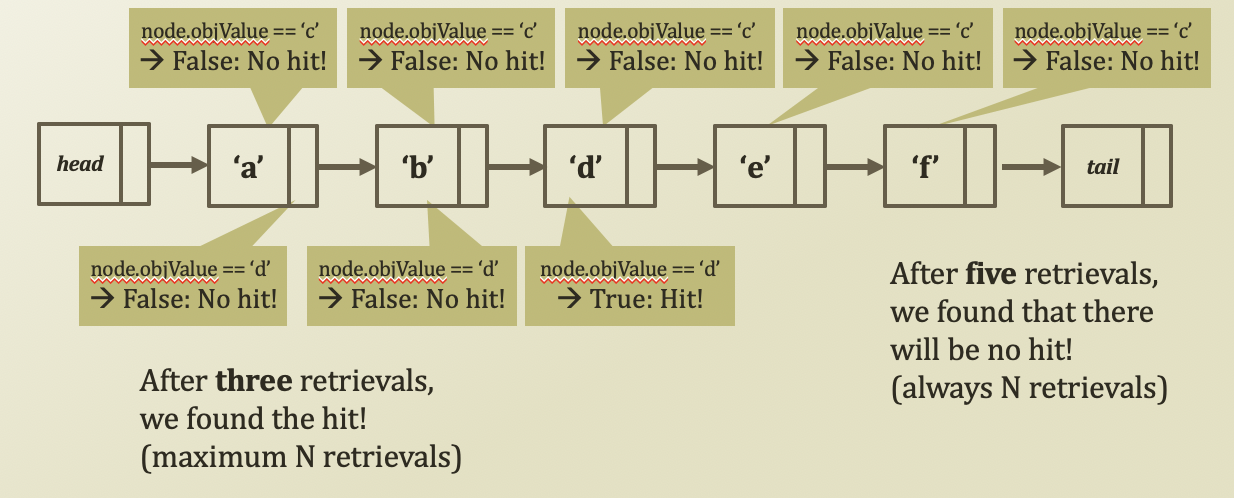 node.objValue == ‘c’
→ False: No hit!
node.objValue == ‘c’
→ False: No hit!
node.objValue == ‘c’
→ False: No hit!
node.objValue == ‘c’
→ False: No hit!
node.objValue == ‘c’
→ False: No hit!
head
‘a’
‘b’
‘d’
‘e’
‘f’
tail
node.objValue == ‘d’
→ False: No hit!
node.objValue == ‘d’
→ False: No hit!
node.objValue == ‘d’
→ True: Hit!
After three retrievals,
we found the hit!
(maximum N retrievals)
After five retrievals,
we found that there
will be no hit!
(always N retrievals)